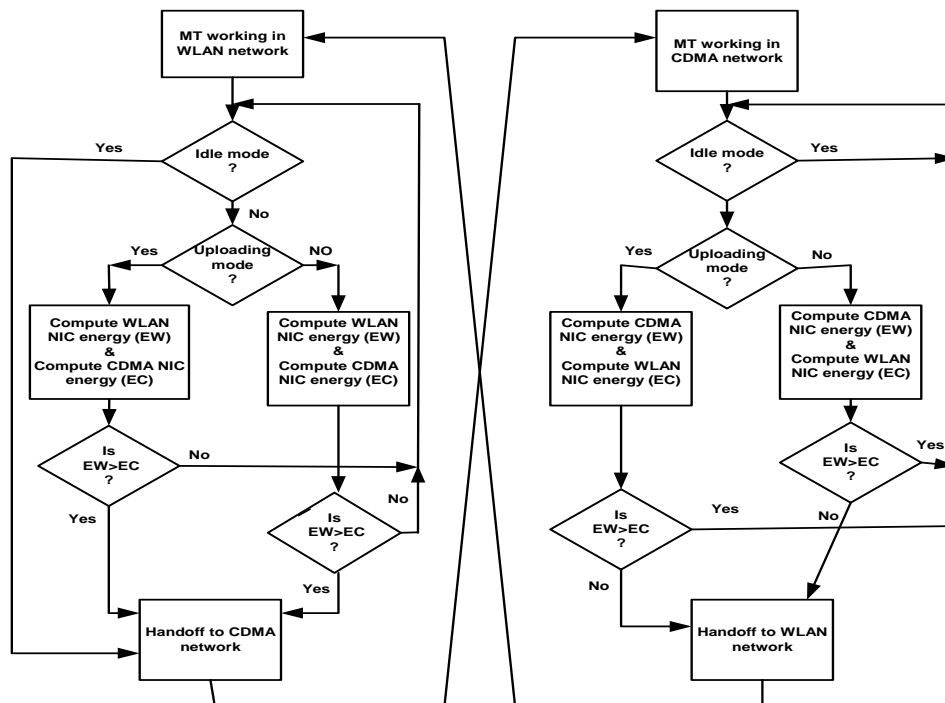 MT working in
WLAN network
Yes
Idle mode
?
No
Yes
Uploading
mode
?
NO
Compute WLAN
NIC energy (EW)
&
Compute CDMA NIC
energy (EC)
Compute WLAN
NIC energy (EW)
&
Compute CDMA
NIC energy (EC)
Is
EW>EC
?
No
Yes
Is
EW>EC
?
No
Yes
Handoff to CDMA
network
MT working in
CDMA network
Idle mode
?
Yes
No
Yes
Uploading
mode
?
No
Compute CDMA
NIC energy (EW)
&
Compute WLAN
NIC energy (EC)
Compute CDMA
NIC energy (EW)
&
Compute WLAN
NIC energy (EC)
Is
EW>EC
?
Yes
No
Is
EW>EC
?
Yes
No
Handoff to WLAN
network